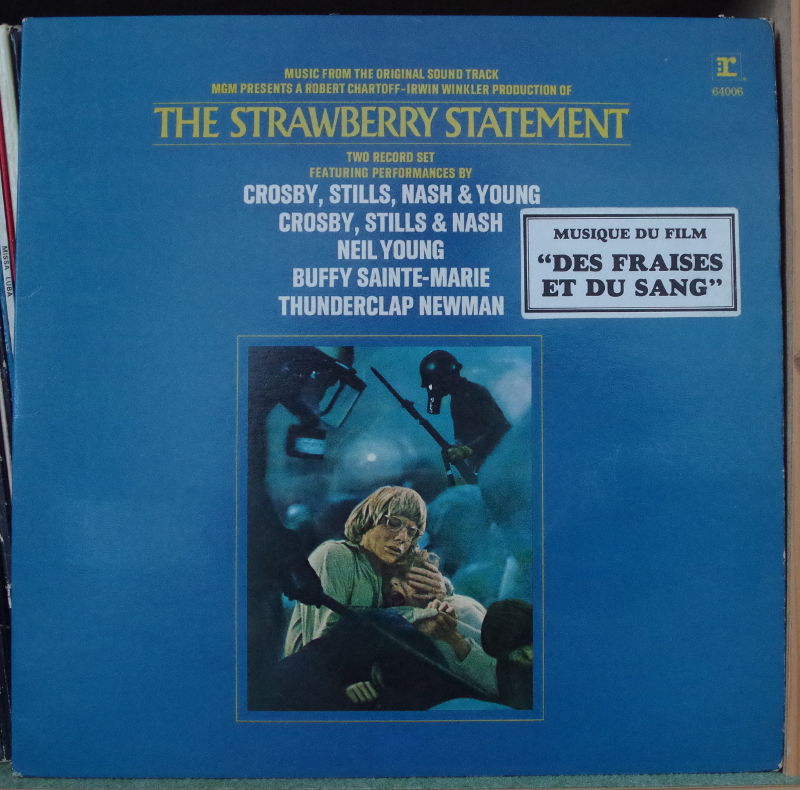 MUSIC FROM THE ORIGINAL SOUND TRACK
MGM PRESENTS A ROBERT CHARTOFF-IRWIN WINKLER PRODUCTION OF
THE STRAWBERRY STATEMENT
TWO RECORD SET
FEATURING PERFORMANCES BY
CROSBY, STILLS, NASH & YOUNG
CROSBY, STILLS & NASH
NEIL YOUNG
BUFFY SAINTE-MARIE
THUNDERCLAP NEWMAN
r
64006
MUSIQUE DU FILM
“DES FRAISES
ET DU SANG”
MISSA LUBA